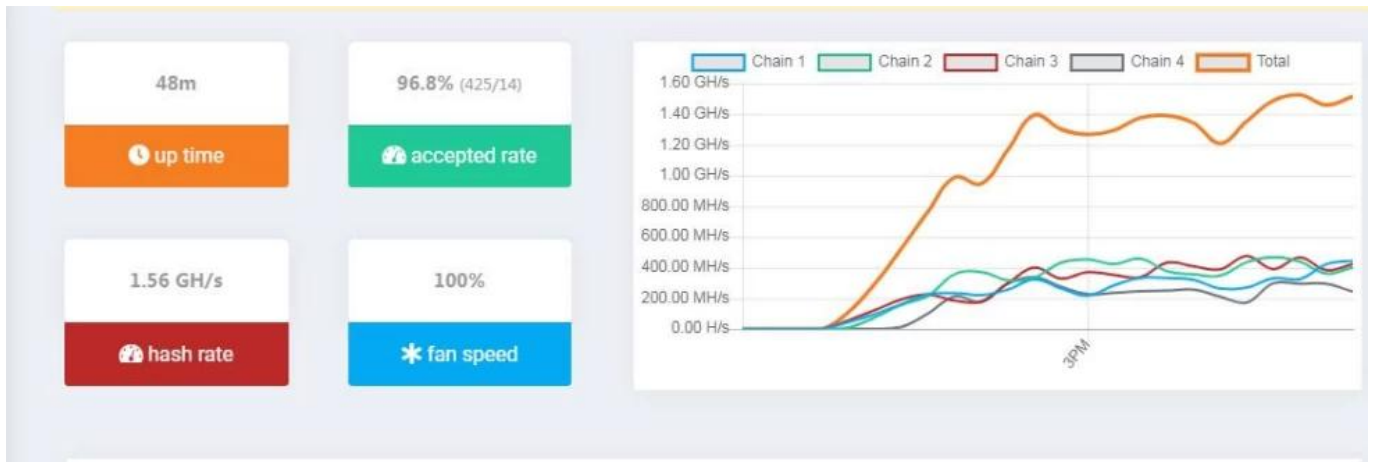 48m
up time
96.8% (425/14)
accepted rate
1.56 GH/s
hash rate
100%
fan speed
Chain 1 Chain 2 Chain 3 Chain 4 Total
1.60 GH/s
1.40 GH/s
1.20 GH/s
1.00 GH/s
800.00 MH/s
600.00 MH/s
400.00 MH/s
200.00 MH/s
0.00 H/s
3PM